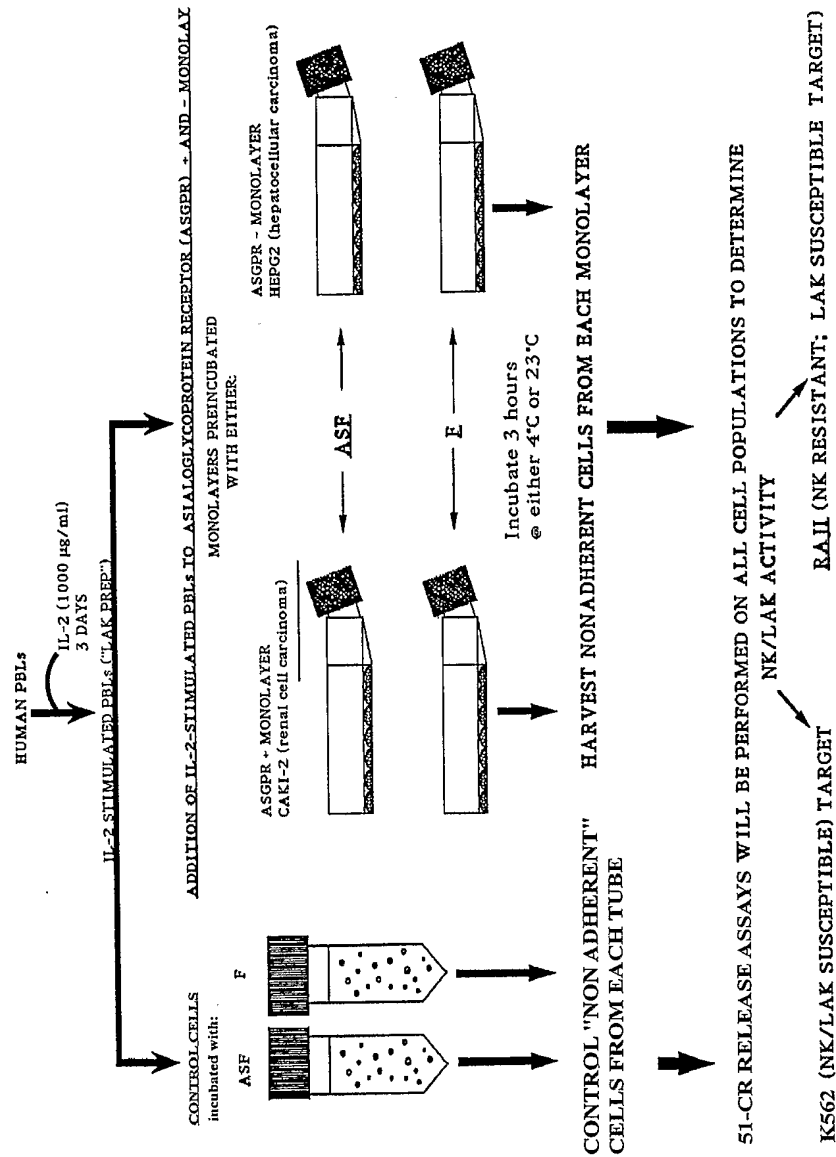 HUMAN PBLs
IL-2 (1000 µg/ml)
3 DAYS
IL-2 STIMULATED PBLs ("LAK PREP")
ADDITION OF IL-2-STIMULATED PBLs TO ASIALOGLYCOPROTEIN RECEPTOR (ASGPR) + AND - MONOLAY
MONOLAYERS PREINCUBATED
WITH EITHER:
CONTROL CELLS
incubated with:
ASF
F
ASGPR + MONOLAYER
CAKI-2 (renal cell carcinoma)
ASGPR - MONOLAYER
HEPG2 (hepatocellular carcinoma)
ASF
F
Incubate 3 hours
@ either 4°C or 23°C
CONTROL "NON ADHERENT"
CELLS FROM EACH TUBE
HARVEST NONADHERENT CELLS FROM EACH MONOLAYER
51-CR RELEASE ASSAYS WILL BE PERFORMED ON ALL CELL POPULATIONS TO DETERMINE
NK/LAK ACTIVITY
K562 (NK/LAK SUSCEPTIBLE) TARGET
RAJI (NK RESISTANT; LAK SUSCEPTIBLE TARGET)